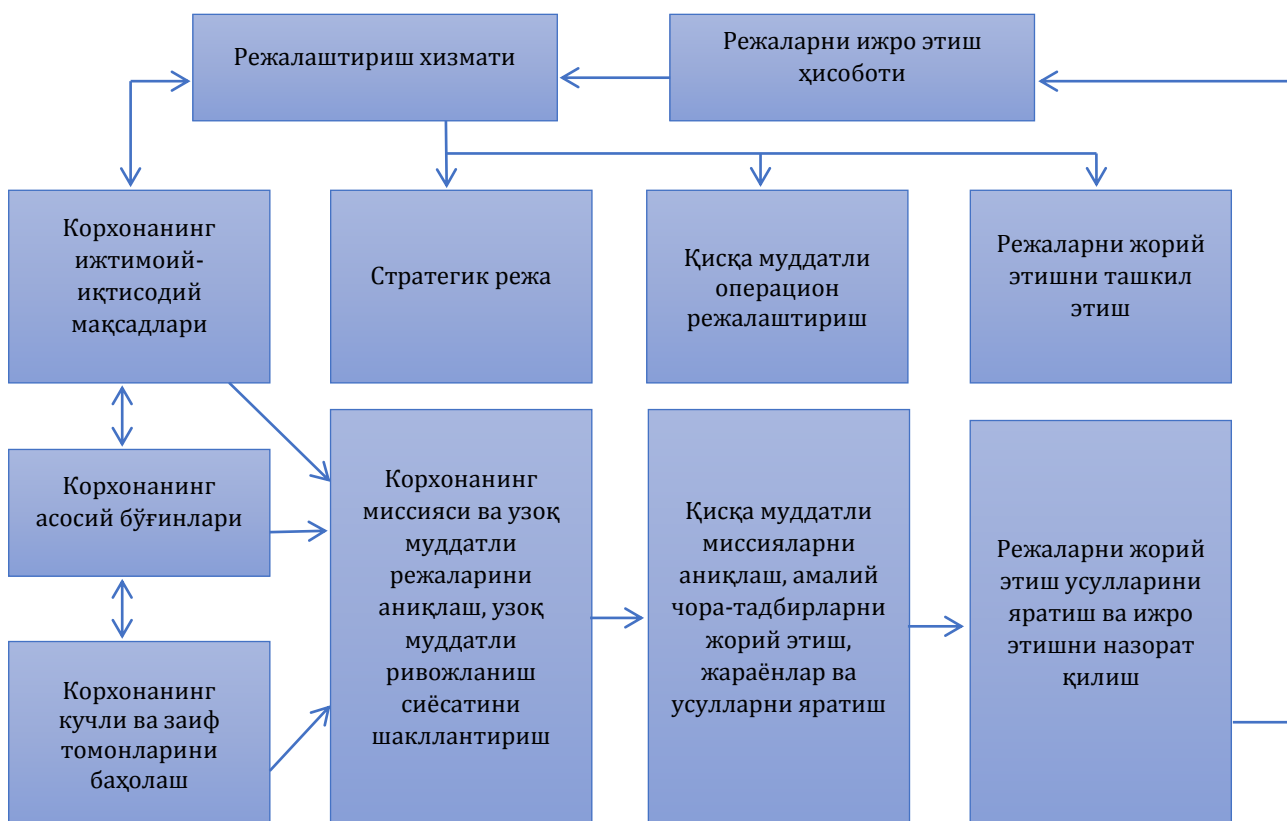 Режалаштириш хизмати
Режаларни ижро этиш
ҳисоботи
Корхонанинг
ижтимоий-
иқтисодий
мақсадлари
Стратегик режа
Қисқа муддатли
операцион
режалаштириш
Режаларни жорий
этишни ташкил
этиш
Корхонанинг
асосий бўғинлари
Корхонанинг
кучли ва заиф
томонларини
баҳолаш
Корхонанинг
миссияси ва узоқ
муддатли
режаларини
аниқлаш, узоқ
муддатли
ривожланиш
сиёсатини
шакллантириш
Қисқа муддатли
миссияларни
аниқлаш, амалий
чора-тадбирларни
жорий этиш,
жараёнлар ва
усулларни яратиш
Режаларни жорий
этиш усулларини
яратиш ва ижро
этишни назорат
қилиш